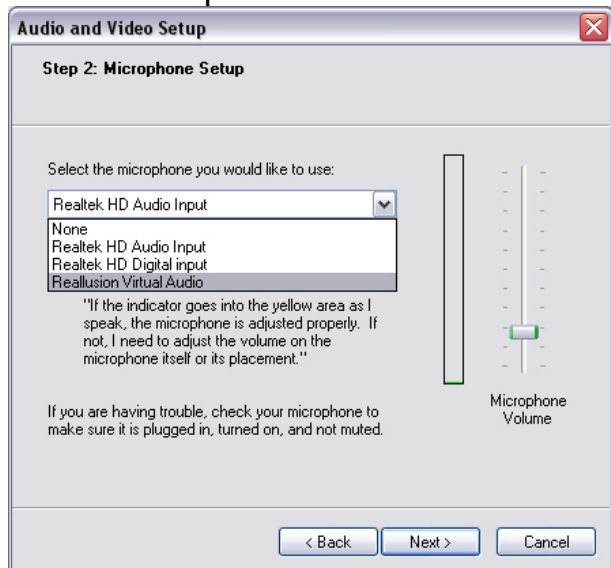 Audio and Video Setup
Step 2: Microphone Setup
Select the microphone you would like to use:
Realtek HD Audio Input
None
Realtek HD Audio Input
Realtek HD Digital input
Reallusion Virtual Audio
"If the indicator goes into the yellow area as I
speak, the microphone is adjusted properly. If
not, I need to adjust the volume on the
microphone itself or its placement."
If you are having trouble, check your microphone to
make sure it is plugged in, turned on, and not muted.
Microphone
Volume
< Back Next > Cancel